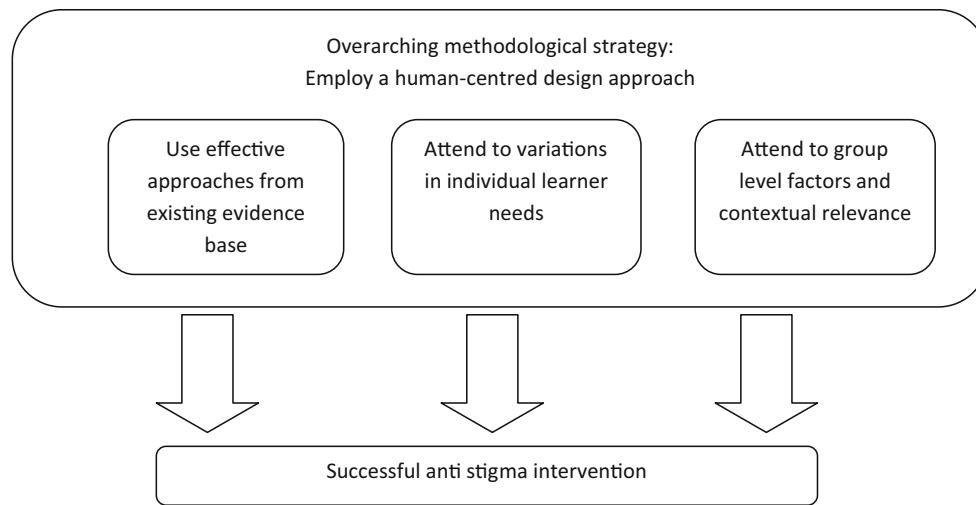 Overarching methodological strategy:
Employ a human-centred design approach
Use effective
approaches from
existing evidence
base
Attend to variations
in individual learner
needs
Attend to group
level factors and
contextual relevance
Successful anti stigma intervention